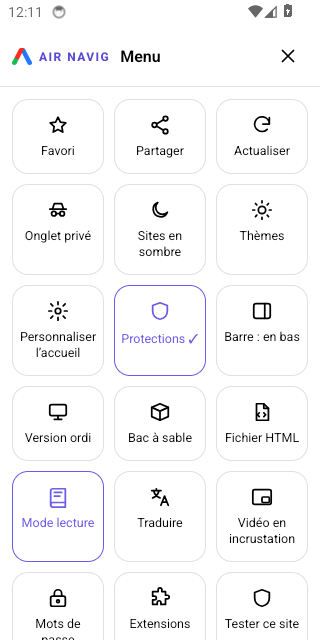 12:11
AIR NAVIG Menu
Favori
Partager
Actualiser
Onglet privé
Sites en
sombre
Thèmes
Personnaliser
l'accueil
Protections ✓
Barre : en bas
Version ordi
Bac à sable
Fichier HTML
Mode lecture
Traduire
Vidéo en
incrustation
Mots de
passe
Extensions
Tester ce site